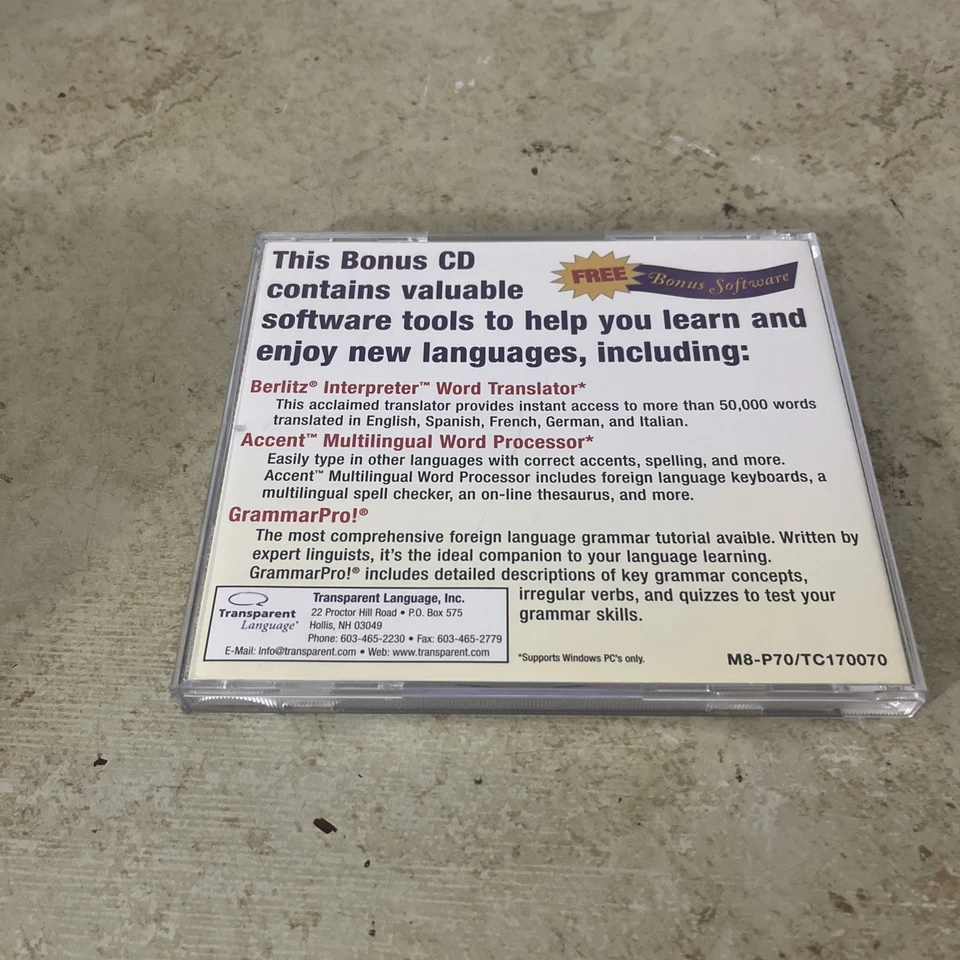 This Bonus CD
contains valuable
FREE Bonus Software
software tools to help you learn and
enjoy new languages, including:
Berlitz® Interpreter™ Word Translator*
This acclaimed translator provides instant access to more than 50,000 words
translated in English, Spanish, French, German, and Italian.
Accent™ Multilingual Word Processor*
Easily type in other languages with correct accents, spelling, and more.
Accent™ Multilingual Word Processor includes foreign language keyboards, a
multilingual spell checker, an on-line thesaurus, and more.
GrammarPro!®
The most comprehensive foreign language grammar tutorial avaible. Written by
expert linguists, it's the ideal companion to your language learning.
GrammarPro!® includes detailed descriptions of key grammar concepts,
irregular verbs, and quizzes to test your
grammar skills.
Transparent
Language®
Transparent Language, Inc.
22 Proctor Hill Road • P.O. Box 575
Hollis, NH 03049
Phone: 603-465-2230 • Fax: 603-465-2779
E-Mail: Info@transparent.com • Web: www.transparent.com
*Supports Windows PC's only.
M8-P70/TC170070